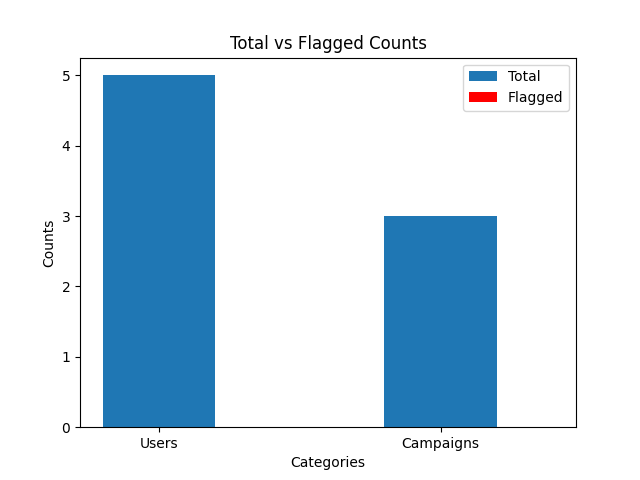 Total vs Flagged Counts
Total
Flagged
5
4
3
2
1
0
Counts
Users
Campaigns
Categories